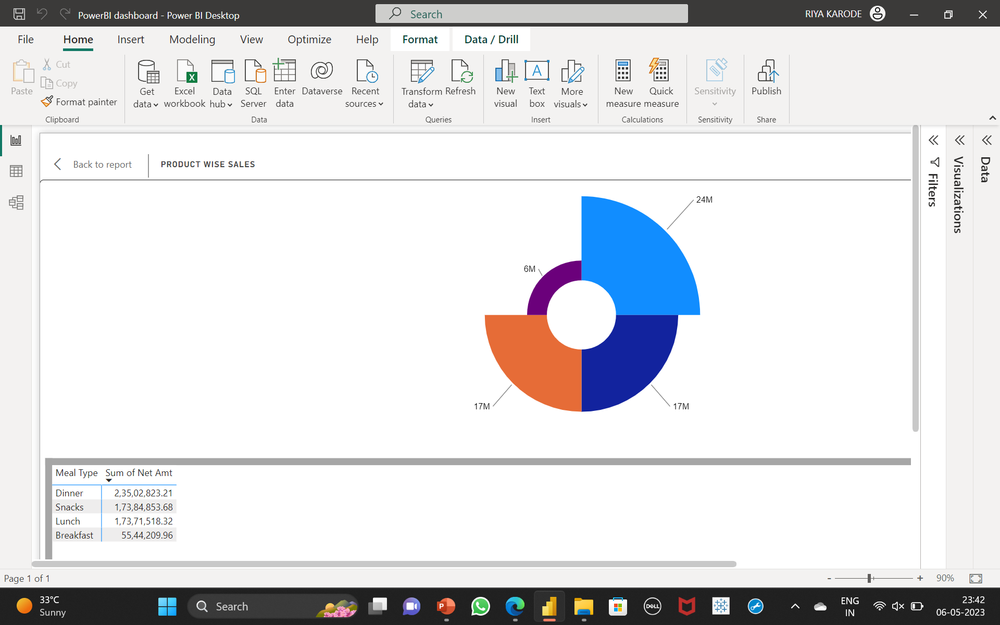 PowerBI dashboard - Power BI Desktop
Search
RIYA KARODE
File Home Insert Modeling View Optimize Help Format Data / Drill
Paste
Cut
Copy
Format painter
Clipboard
Get data
Excel workbook
Data hub
SQL Server
Enter data
Dataverse
Recent sources
Data
Transform data
Refresh
Queries
New visual
Text box
More visuals
Insert
New measure
Quick measure
Calculations
Sensitivity
Sensitivity
Publish
Share
Back to report
PRODUCT WISE SALES
Filters
Visualizations
Data
24M
6M
17M
17M
Meal Type Sum of Net Amt
Dinner 2,35,02,823.21
Snacks 1,73,84,853.68
Lunch 1,73,71,518.32
Breakfast 55,44,209.96
Page 1 of 1
- + 90%
33°C
Sunny
Search
DELL
ENG
IN
23:42
06-05-2023